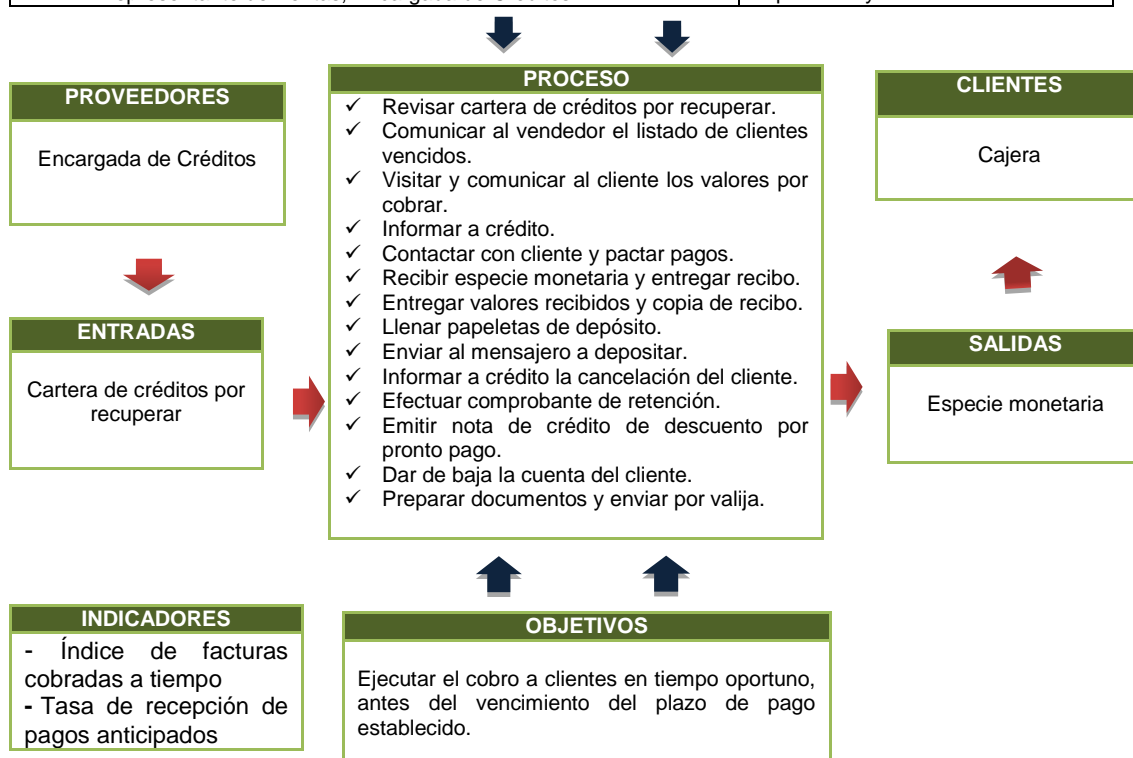 PROVEEDORES
Encargada de Créditos
ENTRADAS
Cartera de créditos por
recuperar
PROCESO
✓ Revisar cartera de créditos por recuperar.
✓ Comunicar al vendedor el listado de clientes
vencidos.
✓ Visitar y comunicar al cliente los valores por
cobrar.
✓ Informar a crédito.
✓ Contactar con cliente y pactar pagos.
✓ Recibir especie monetaria y entregar recibo.
✓ Entregar valores recibidos y copia de recibo.
✓ Llenar papeletas de depósito.
✓ Enviar al mensajero a depositar.
✓ Informar a crédito la cancelación del cliente.
✓ Efectuar comprobante de retención.
✓ Emitir nota de crédito de descuento por
pronto pago.
✓ Dar de baja la cuenta del cliente.
✓ Preparar documentos y enviar por valija.
CLIENTES
Cajera
SALIDAS
Especie monetaria
INDICADORES
- Índice de facturas
cobradas a tiempo
- Tasa de recepción de
pagos anticipados
OBJETIVOS
Ejecutar el cobro a clientes en tiempo oportuno,
antes del vencimiento del plazo de pago
establecido.